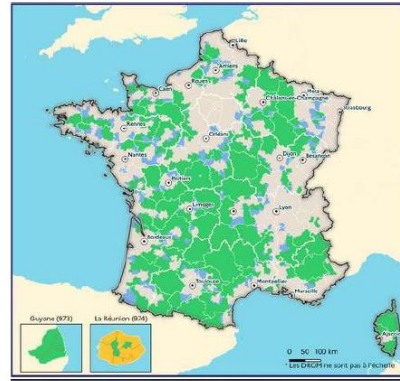 Lille
Amiens
Rouen
Caen
Châlons-en-Champagne
Metz
Strasbourg
Rennes
Orléans
Nantes
Dijon
Besançon
Poitiers
Limoges
Lyon
Bordeaux
Toulouse
Montpellier
Marseille
Guyane (973)
La Réunion (974)
Ajaccio
0 50 100 km
* Les DROM ne sont pas à l'échelle